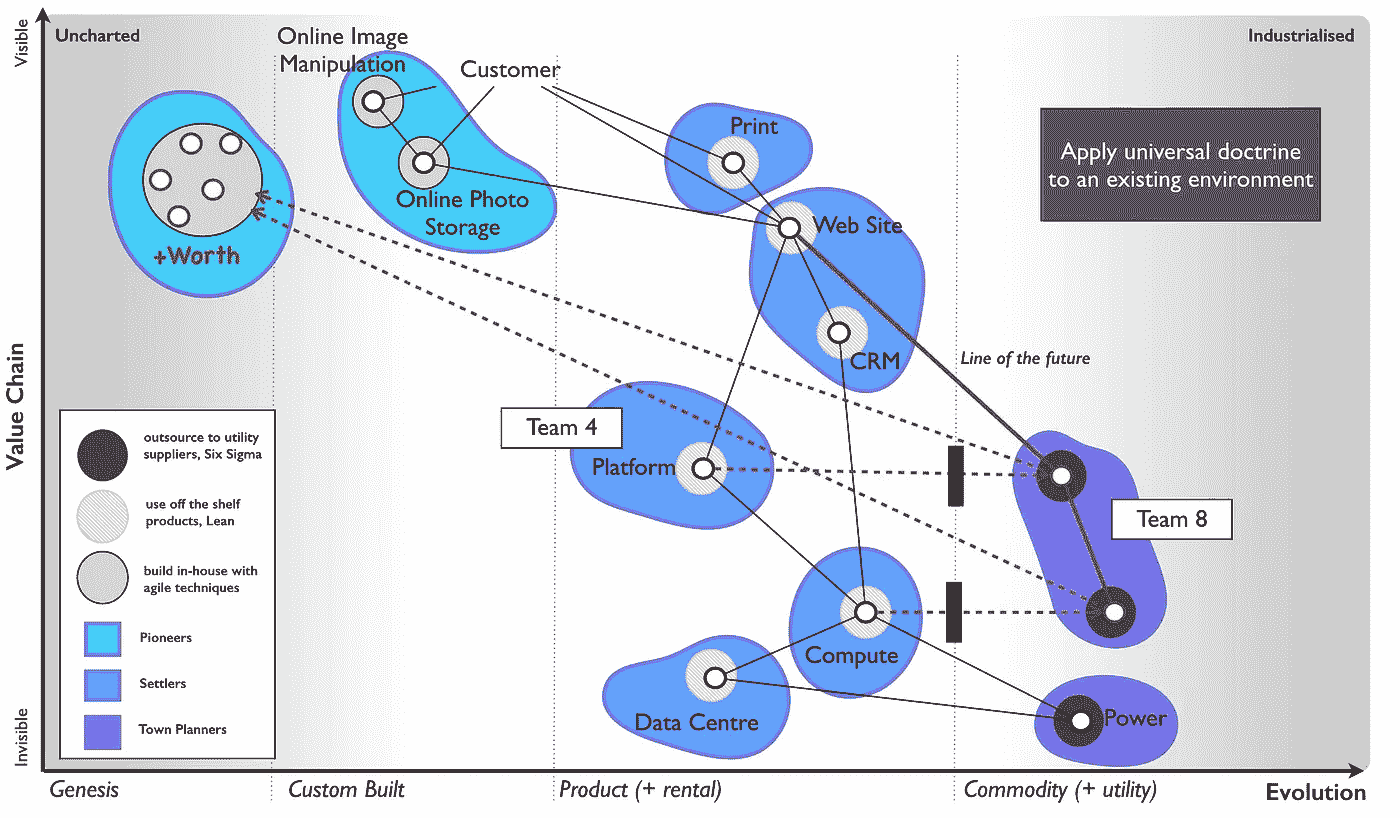 Visible
Uncharted
Online Image
Manipulation
Customer
Industrialised
Print
Apply universal doctrine
to an existing environment
Online Photo
Storage
Web Site
+Worth
CRM
Line of the future
Value Chain
Team 4
Platform
Team 8
outsource to utility
suppliers, Six Sigma
use off the shelf
products, Lean
build in-house with
agile techniques
Pioneers
Settlers
Town Planners
Compute
Data Centre
Power
Invisible
Genesis
Custom Built
Product (+ rental)
Commodity (+ utility)
Evolution